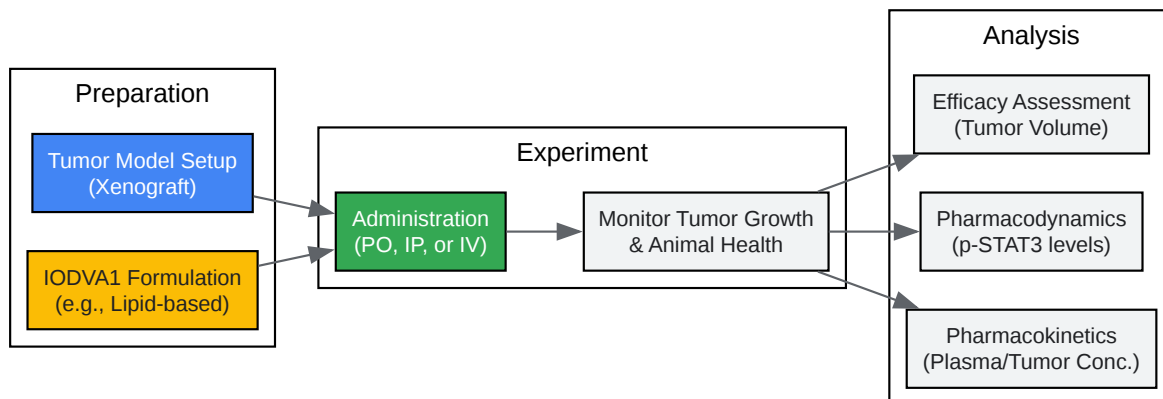 Preparation
Tumor Model Setup
(Xenograft)
IODVA1 Formulation
(e.g., Lipid-based)
Experiment
Administration
(PO, IP, or IV)
Monitor Tumor Growth
& Animal Health
Analysis
Efficacy Assessment
(Tumor Volume)
Pharmacodynamics
(p-STAT3 levels)
Pharmacokinetics
(Plasma/Tumor Conc.)